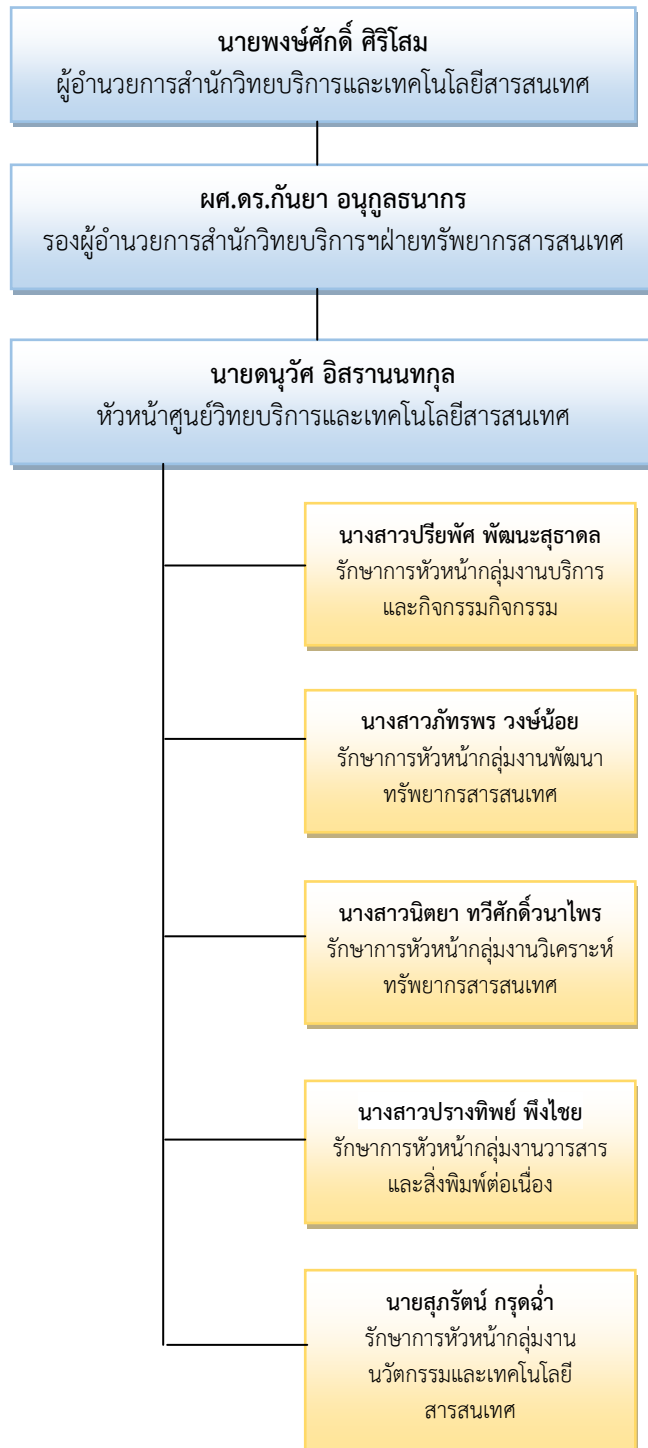 นายพงษ์ศักดิ์ ศิริโสม
ผู้อำนวยการสำนักวิทยบริการและเทคโนโลยีสารสนเทศ
ผศ.ดร.กันยา อนุกูลธนากร
รองผู้อำนวยการสำนักวิทยบริการฯฝ่ายทรัพยากรสารสนเทศ
นายดนุวัศ อิสรานนทกุล
หัวหน้าศูนย์วิทยบริการและเทคโนโลยีสารสนเทศ
นางสาวปรียพัศ พัฒนะสุธาดล
รักษาการหัวหน้ากลุ่มงานบริการ
และกิจกรรมกิจกรรม
นางสาวภัทรพร วงษ์น้อย
รักษาการหัวหน้ากลุ่มงานพัฒนา
ทรัพยากรสารสนเทศ
นางสาวนิตยา ทวีศักดิ์วนาไพร
รักษาการหัวหน้ากลุ่มงานวิเคราะห์
ทรัพยากรสารสนเทศ
นางสาวปรางทิพย์ พึงไชย
รักษาการหัวหน้ากลุ่มงานวารสาร
และสิ่งพิมพ์ต่อเนื่อง
นายสุภรัตน์ กรุดฉ่ำ
รักษาการหัวหน้ากลุ่มงาน
นวัตกรรมและเทคโนโลยี
สารสนเทศ